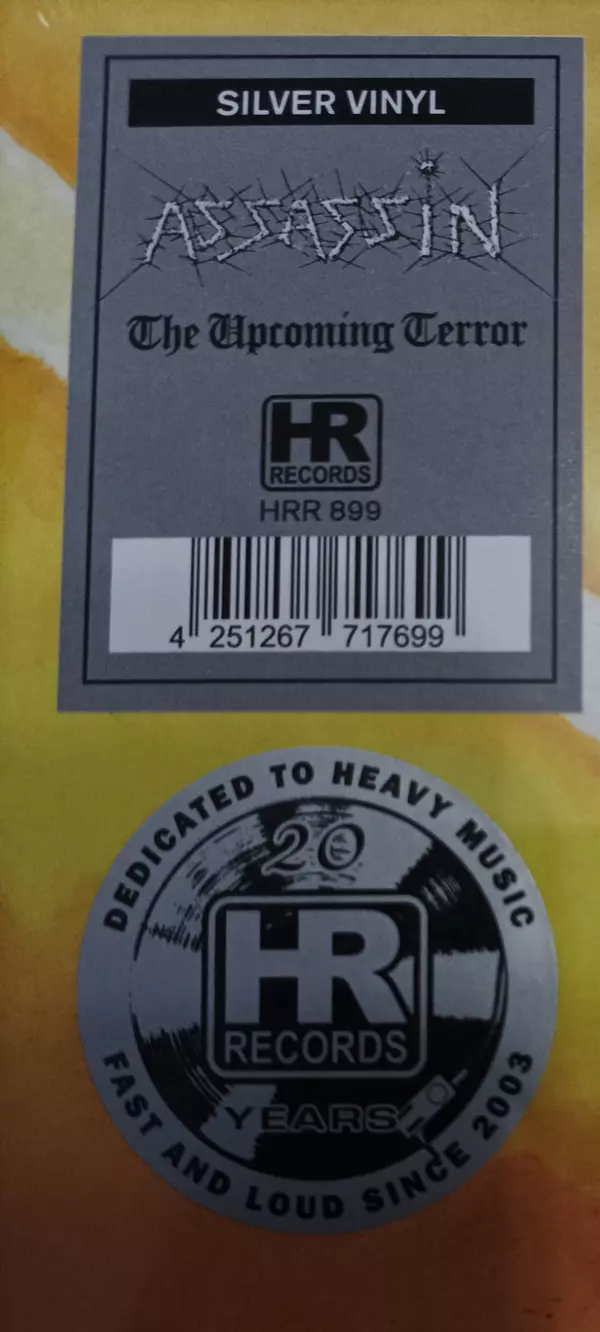 SILVER VINYL
ASSASSIN
The Upcoming Terror
HR
RECORDS
HRR 899
4 251267 717699
DEDICATED TO HEAVY MUSIC
20
HR
RECORDS
YEARS
FAST AND LOUD SINCE 2003